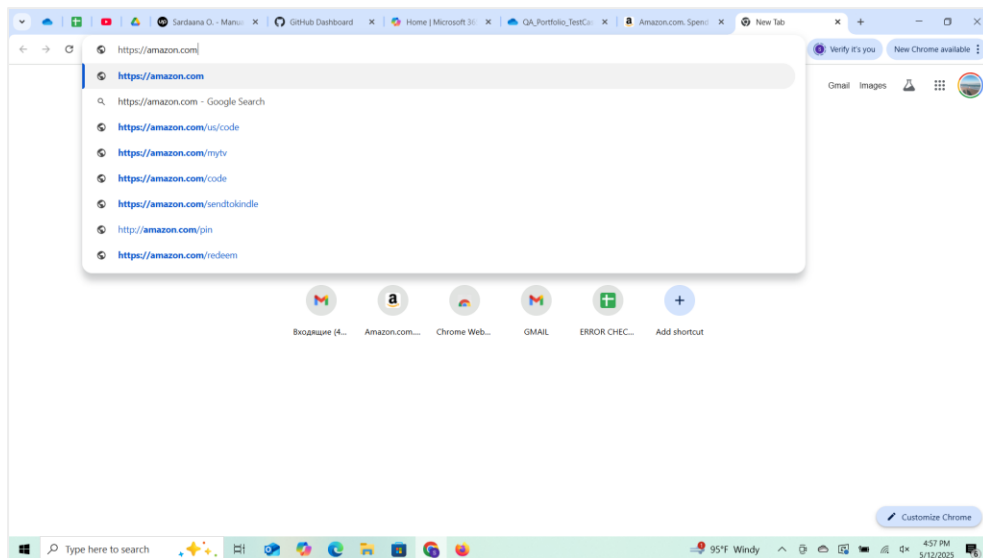 Sardaana O. - Manua
GitHub Dashboard
Home | Microsoft 36
QA_Portfolio_TestCas
Amazon.com. Spend
New Tab
https://amazon.com
Verify it's you
New Chrome available
https://amazon.com
https://amazon.com - Google Search
https://amazon.com/us/code
https://amazon.com/mytv
https://amazon.com/code
https://amazon.com/sendtokindle
http://amazon.com/pin
https://amazon.com/redeem
Gmail Images
Входящие (4...
Amazon.com....
Chrome Web...
GMAIL
ERROR CHEC...
Add shortcut
Customize Chrome
Type here to search
95°F Windy
4:57 PM
5/12/2025